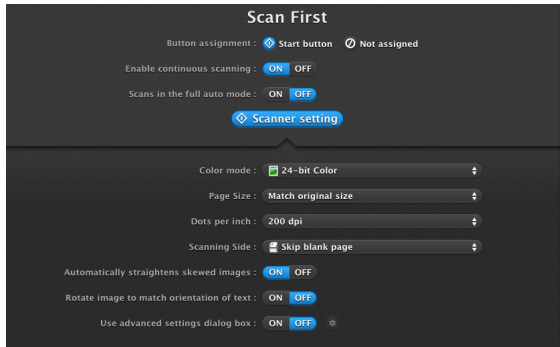 Scan First
Button assignment : Start button Not assigned
Enable continuous scanning : ON OFF
Scans in the full auto mode : ON OFF
Scanner setting
Color mode : 24-bit Color
Page Size : Match original size
Dots per inch : 200 dpi
Scanning Side : Skip blank page
Automatically straightens skewed images : ON OFF
Rotate image to match orientation of text : ON OFF
Use advanced settings dialog box : ON OFF